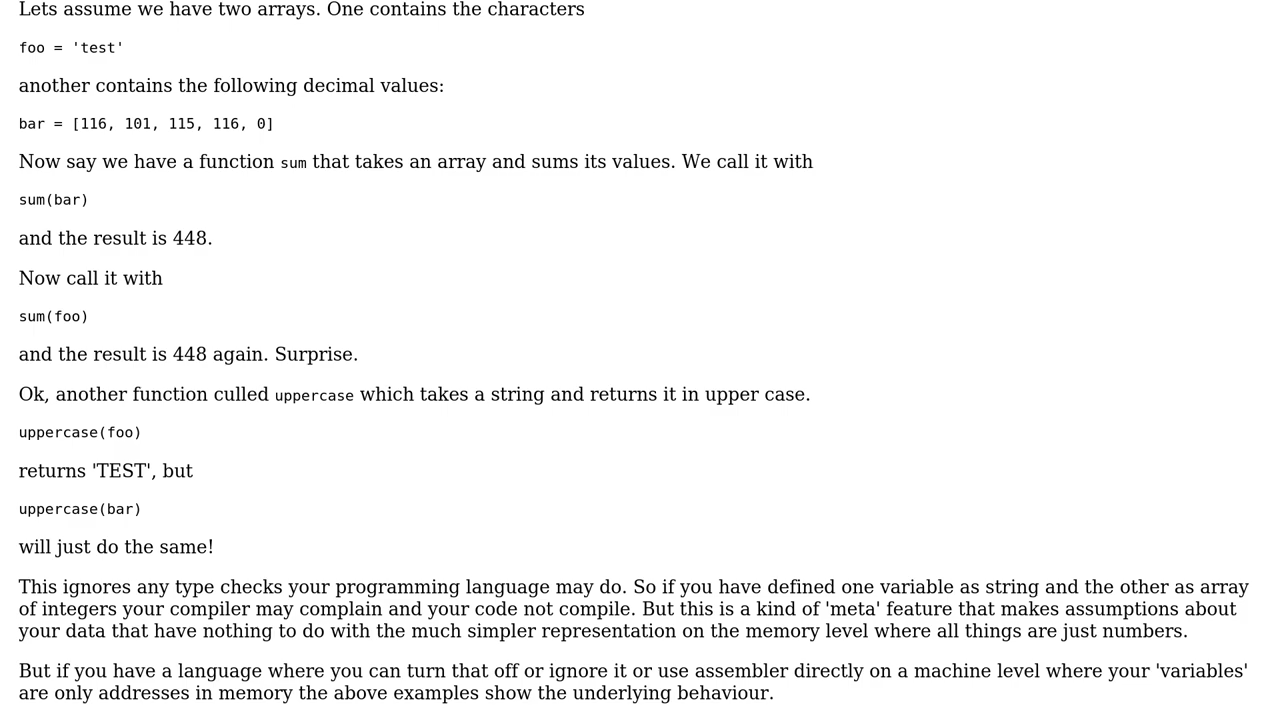 Lets assume we have two arrays. One contains the characters
foo = 'test'
another contains the following decimal values:
bar = [116, 101, 115, 116, 0]
Now say we have a function sum that takes an array and sums its values. We call it with
sum(bar)
and the result is 448.
Now call it with
sum(foo)
and the result is 448 again. Surprise.
Ok, another function culled uppercase which takes a string and returns it in upper case.
uppercase(foo)
returns 'TEST', but
uppercase(bar)
will just do the same!
This ignores any type checks your programming language may do. So if you have defined one variable as string and the other as array
of integers your compiler may complain and your code not compile. But this is a kind of 'meta' feature that makes assumptions about
your data that have nothing to do with the much simpler representation on the memory level where all things are just numbers.
But if you have a language where you can turn that off or ignore it or use assembler directly on a machine level where your 'variables'
are only addresses in memory the above examples show the underlying behaviour.